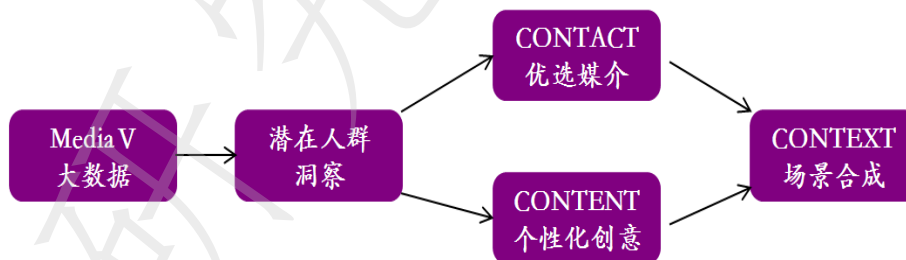 MediaV
大数据
潜在人群
洞察
CONTACT
优选媒介
CONTENT
个性化创意
CONTEXT
场景合成